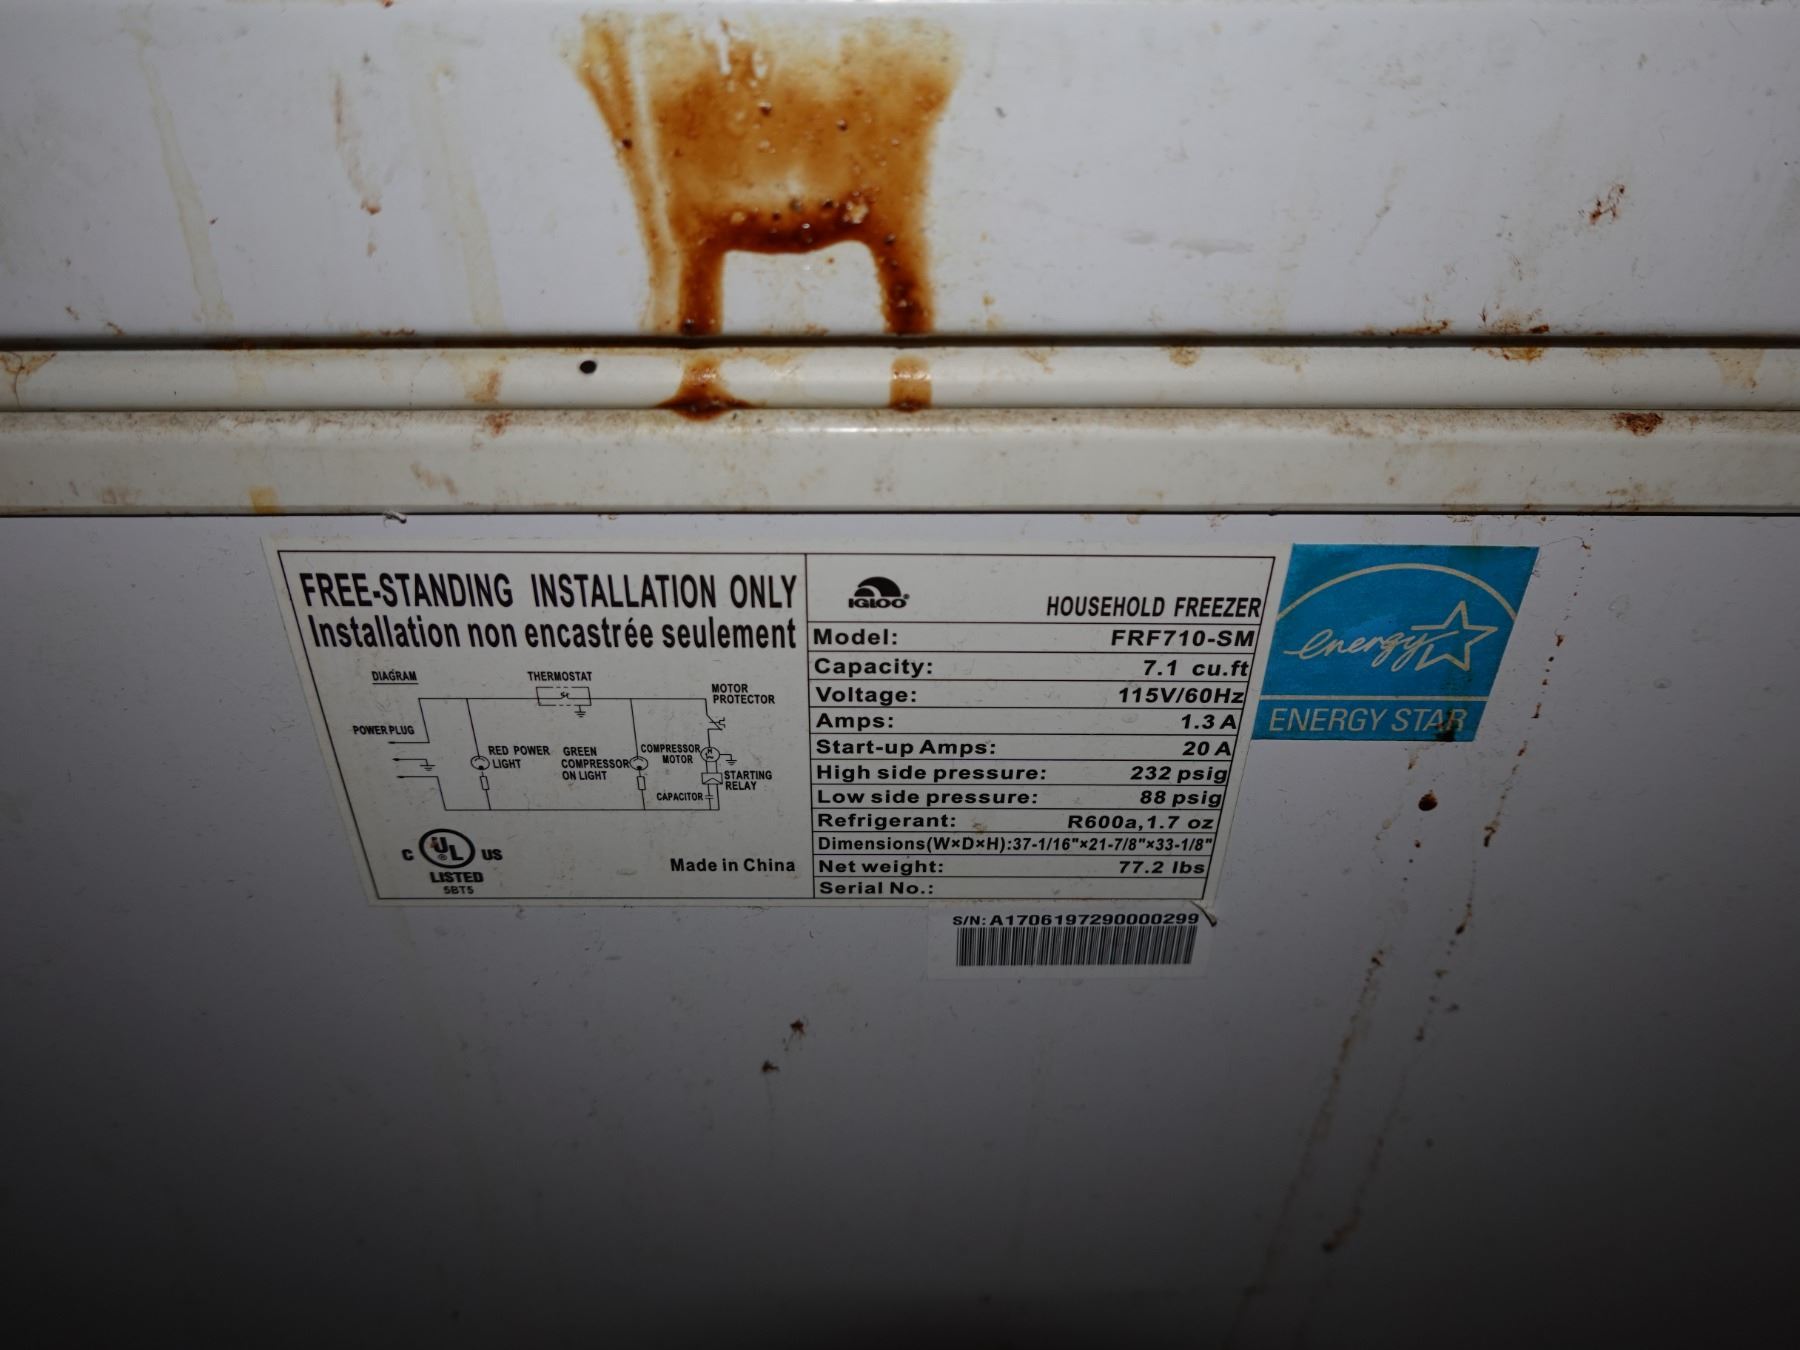 FREE-STANDING INSTALLATION ONLY
Installation non encastrée seulement
DIAGRAM
THERMOSTAT
MOTOR
PROTECTOR
POWER PLUG
RED POWER
LIGHT
GREEN
COMPRESSOR
ON LIGHT
COMPRESSOR
MOTOR
STARTING
RELAY
CAPACITOR
C UL ® US
LISTED
5BT5
Made in China
IGLOO®
HOUSEHOLD FREEZER
Model: FRF710-SM
Capacity: 7.1 cu.ft
Voltage: 115V/60Hz
Amps: 1.3 A
Start-up Amps: 20 A
High side pressure: 232 psig
Low side pressure: 88 psig
Refrigerant: R600a,1.7 oz
Dimensions(W×D×H):37-1/16"×21-7/8"×33-1/8"
Net weight: 77.2 lbs
Serial No.:
S/N: A1706197290000299
energy
ENERGY STAR